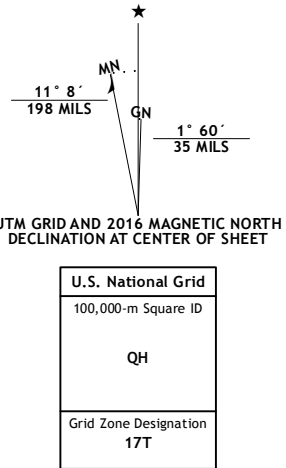 ★
MN
11° 8´
198 MILS
GN
1° 60´
35 MILS
UTM GRID AND 2016 MAGNETIC NORTH
DECLINATION AT CENTER OF SHEET
U.S. National Grid
100,000-m Square ID
QH
Grid Zone Designation
17T